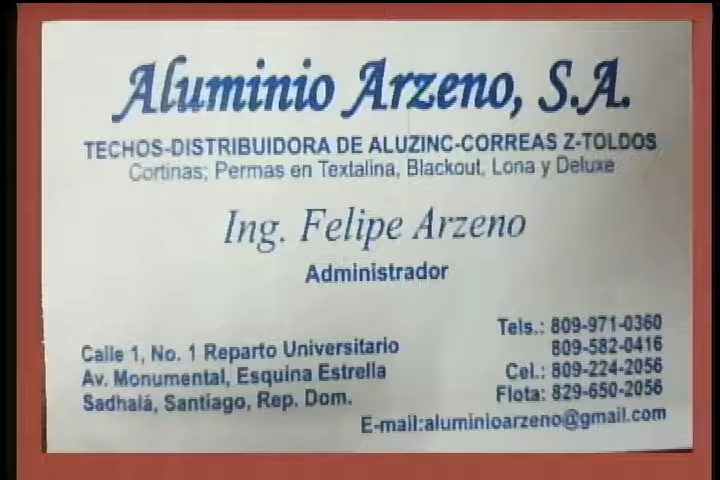 Aluminio Arzeno, S.A.
TECHOS-DISTRIBUIDORA DE ALUZINC-CORREAS Z-TOLDOS
Cortinas; Permas en Textalina, Blackout, Lona y Deluxe
Ing. Felipe Arzeno
Administrador
Calle 1, No. 1 Reparto Universitario
Av. Monumental, Esquina Estrella
Sadhalá, Santiago, Rep. Dom.
Tels.: 809-971-0360
809-582-0416
Cel.: 809-224-2056
Flota: 829-650-2056
E-mail:aluminioarzeno@gmail.com